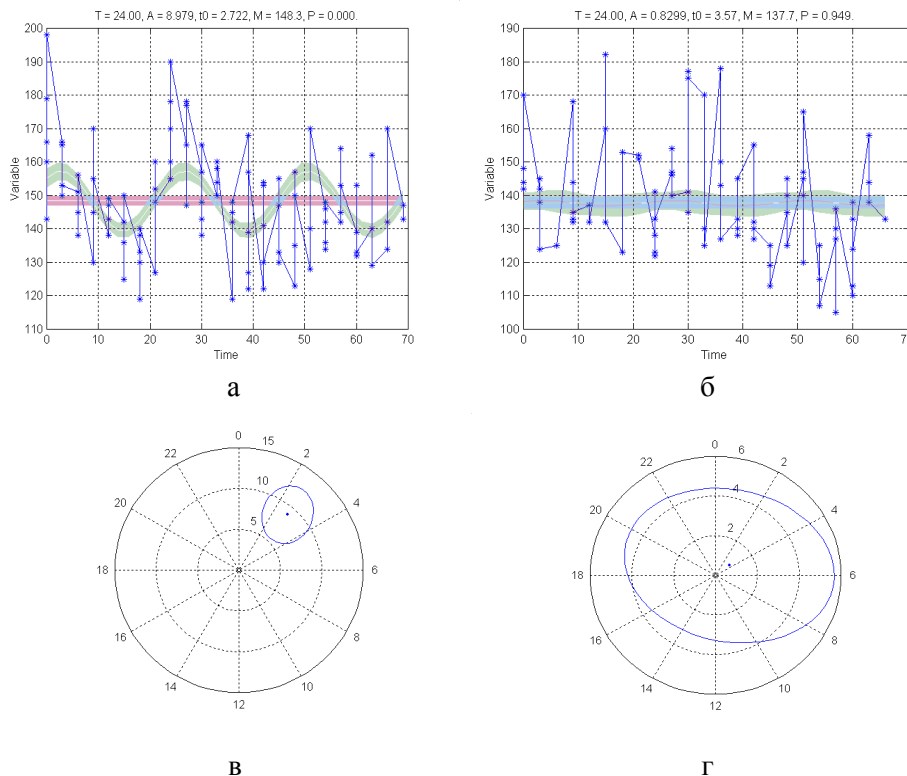 T = 24.00, A = 8.979, t0 = 2.722, M = 148.3, P = 0.000.
200
190
180
170
160
150
140
130
120
110
Variable
0 10 20 30 40 50 60 70
Time
а
T = 24.00, A = 0.8299, t0 = 3.57, M = 137.7, P = 0.949.
190
180
170
160
150
140
130
120
110
100
Variable
0 10 20 30 40 50 60 70
Time
б
0 15
22 2
10
20 4
5
18 6
16 8
14 10
12
в
0 6
22 2
20 4 4
2
18 6
16 8
14 10
12
г